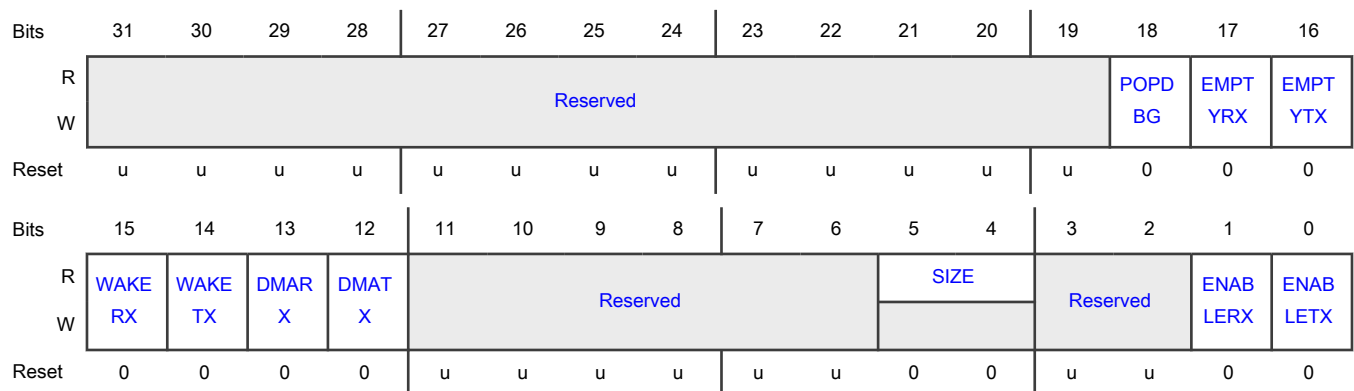 Bits 31 30 29 28 27 26 25 24 23 22 21 20 19 18 17 16
R
Reserved
POPD EMPT EMPT
BG YRX YTX
W
Reset u u u u u u u u u u u u u 0 0 0
Bits 15 14 13 12 11 10 9 8 7 6 5 4 3 2 1 0
R
WAKE WAKE DMAR DMAT Reserved SIZE Reserved ENAB ENAB
RX TX X X LERX LETX
W
Reset 0 0 0 0 u u u u u u 0 0 u u 0 0